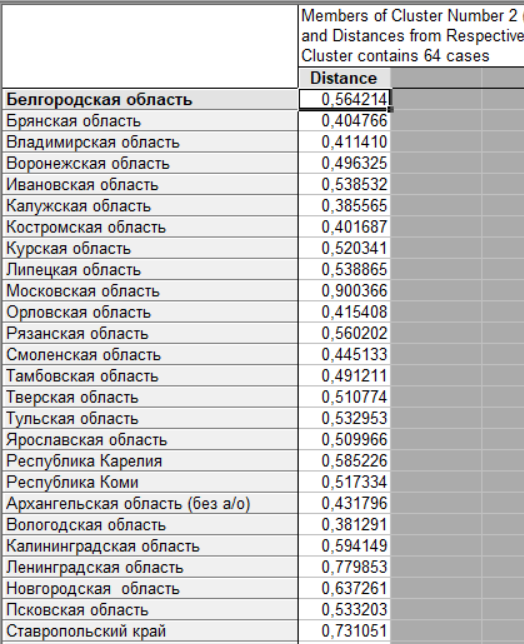 Members of Cluster Number 2
and Distances from Respective
Cluster contains 64 cases
Distance
Белгородская область 0,564214
Брянская область 0,404766
Владимирская область 0,411410
Воронежская область 0,496325
Ивановская область 0,538532
Калужская область 0,385565
Костромская область 0,401687
Курская область 0,520341
Липецкая область 0,538865
Московская область 0,900366
Орловская область 0,415408
Рязанская область 0,560202
Смоленская область 0,445133
Тамбовская область 0,491211
Тверская область 0,510774
Тульская область 0,532953
Ярославская область 0,509966
Республика Карелия 0,585226
Республика Коми 0,517334
Архангельская область (без а/о) 0,431796
Вологодская область 0,381291
Калининградская область 0,594149
Ленинградская область 0,779853
Новгородская область 0,637261
Псковская область 0,533203
Ставропольский край 0,731051